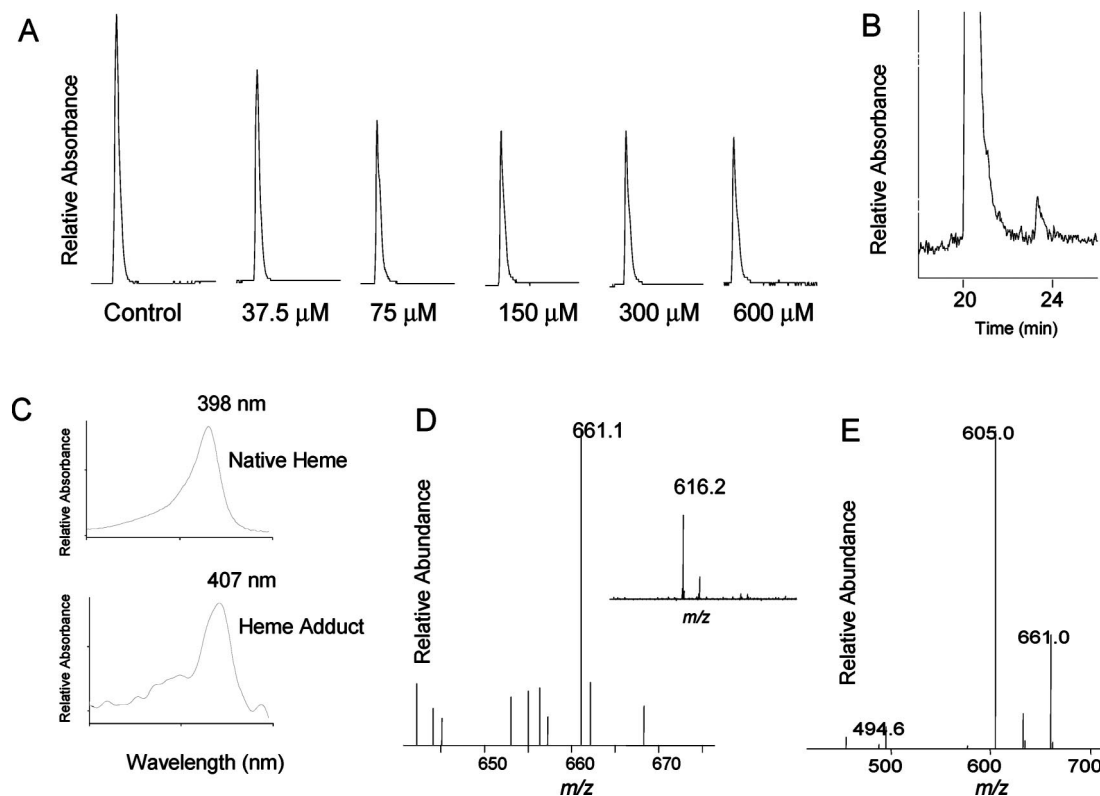 A
Relative Absorbance
Control
37.5 μM
75 μM
150 μM
300 μM
600 μM
B
Relative Absorbance
20
24
Time (min)
C
398 nm
Relative Absorbance
Native Heme
407 nm
Relative Absorbance
Heme Adduct
Wavelength (nm)
D
Relative Abundance
661.1
616.2
m/z
650
660
670
m/z
E
Relative Abundance
605.0
661.0
494.6
500
600
700
m/z